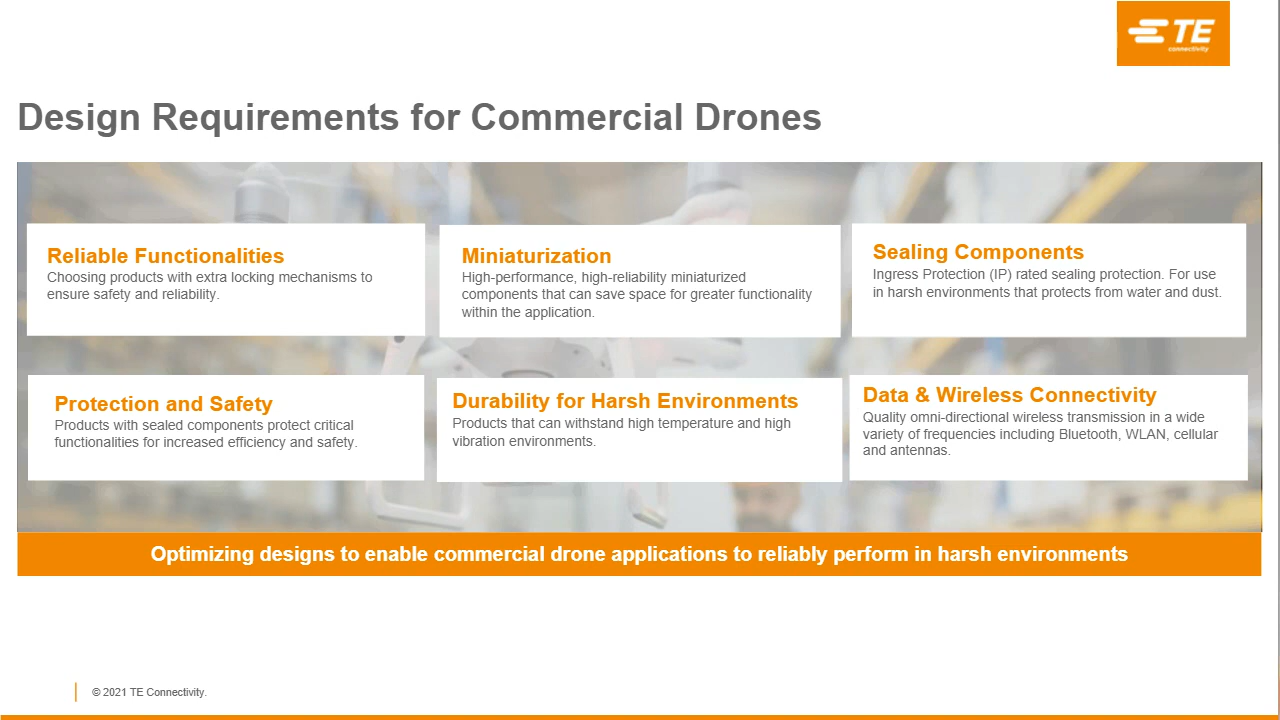 TE
connectivity
Design Requirements for Commercial Drones
Reliable Functionalities
Choosing products with extra locking mechanisms to
ensure safety and reliability.
Miniaturization
High-performance, high-reliability miniaturized
components that can save space for greater functionality
within the application.
Sealing Components
Ingress Protection (IP) rated sealing protection. For use
in harsh environments that protects from water and dust.
Protection and Safety
Products with sealed components protect critical
functionalities for increased efficiency and safety.
Durability for Harsh Environments
Products that can withstand high temperature and high
vibration environments.
Data & Wireless Connectivity
Quality omni-directional wireless transmission in a wide
variety of frequencies including Bluetooth, WLAN, cellular
and antennas.
Optimizing designs to enable commercial drone applications to reliably perform in harsh environments
© 2021 TE Connectivity.